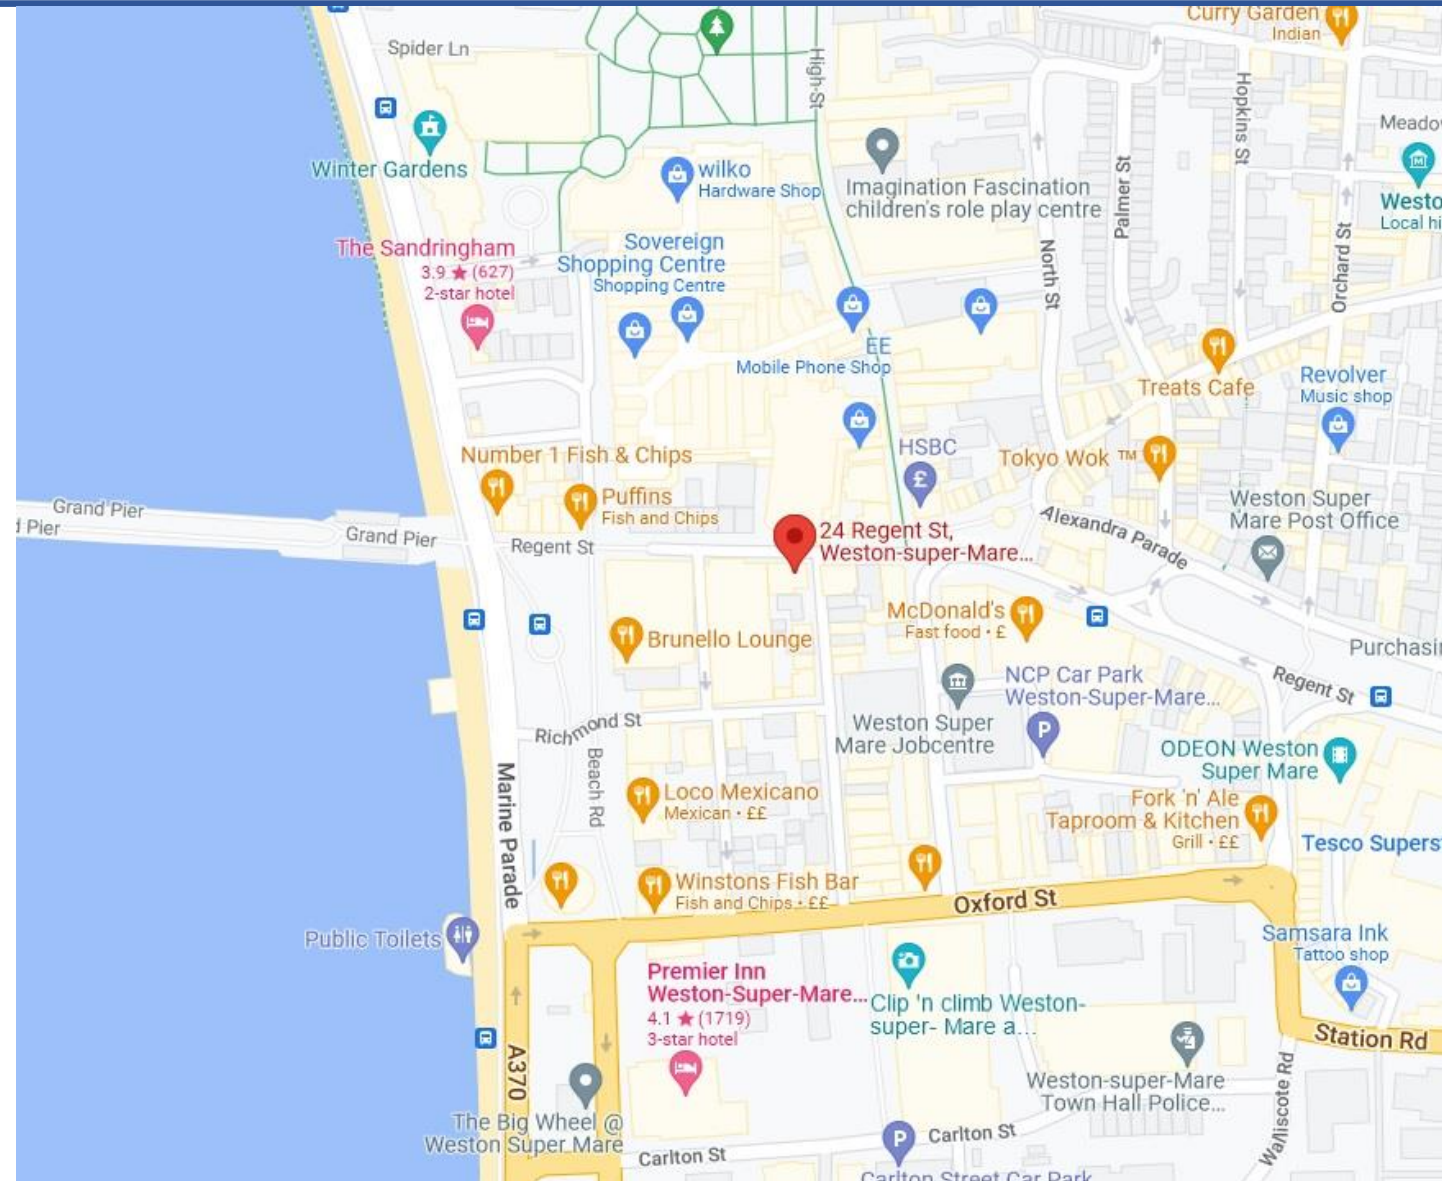 Curry Garden
Indian
Spider Ln
High St
Hopkins St
Meado
Winter Gardens
wilko
Hardware Shop
Imagination Fascination
children's role play centre
Palmer St
Westo
Local hi
The Sandringham
3.9 ★ (627)
2-star hotel
Sovereign
Shopping Centre
Shopping Centre
North St
Orchard St
EE
Mobile Phone Shop
Treats Cafe
Revolver
Music shop
Number 1 Fish & Chips
HSBC
Tokyo Wok ™
Puffins
Fish and Chips
Weston Super
Mare Post Office
Grand Pier
d Pier
Grand Pier
Regent St
24 Regent St,
Weston-super-Mare...
Alexandra Parade
McDonald's
Fast food • £
Brunello Lounge
Purchasi
NCP Car Park
Weston-Super-Mare...
Regent St
Richmond St
Weston Super
Mare Jobcentre
ODEON Weston
Super Mare
Beach Rd
Marine Parade
Loco Mexicano
Mexican • ££
Fork 'n' Ale
Taproom & Kitchen
Grill • ££
Tesco Supers
Winstons Fish Bar
Fish and Chips • ££
Oxford St
Public Toilets
Samsara Ink
Tattoo shop
Premier Inn
Weston-Super-Mare...
4.1 ★ (1719)
3-star hotel
Clip 'n climb Weston-
super- Mare a...
Station Rd
A370
Weston-super-Mare
Town Hall Police...
Walliscote Rd
The Big Wheel @
Weston Super Mare
Carlton St
Carlton St
Carlton Street Car Park